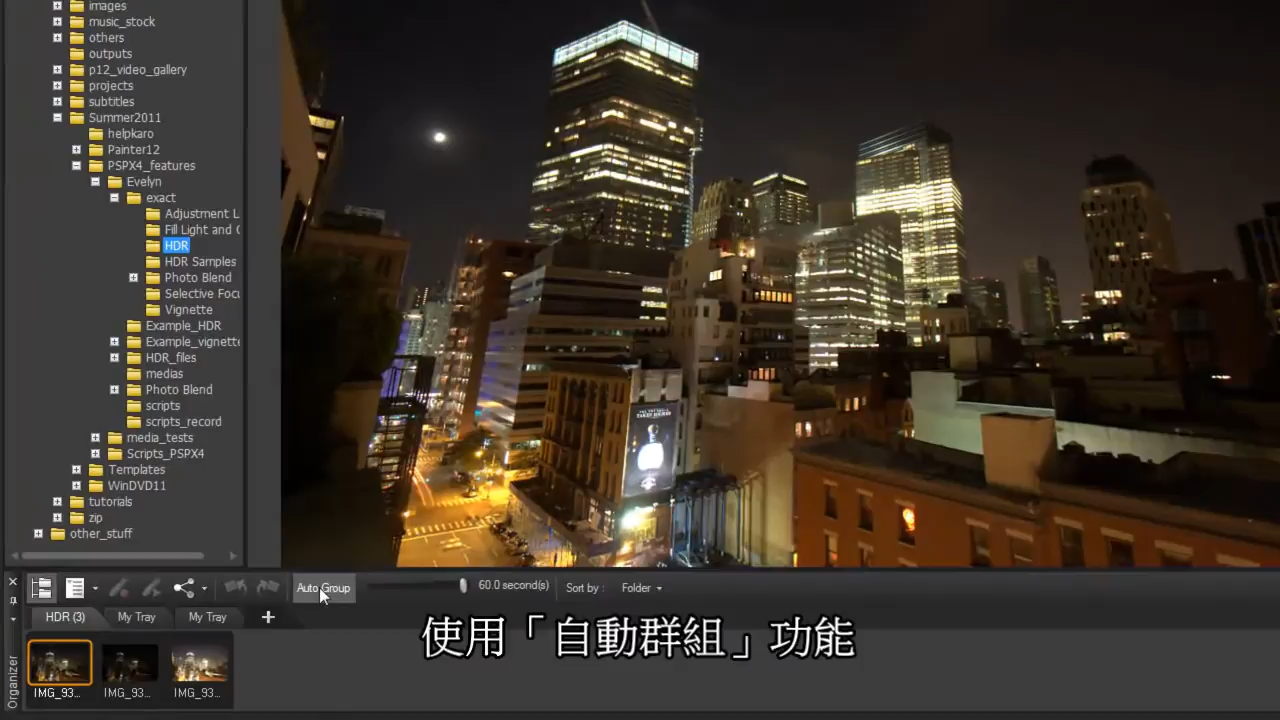 images
music_stock
others
outputs
p12_video_gallery
projects
subtitles
Summer2011
helpkaro
Painter12
PSPX4_features
Evelyn
exact
Adjustment L
Fill Light and C
HDR
HDR Samples
Photo Blend
Selective Focu
Vignette
Example_HDR
Example_vignette
HDR_files
medias
Photo Blend
scripts
scripts_record
media_tests
Scripts_PSPX4
Templates
WinDVD11
tutorials
zip
other_stuff
Auto Group
60.0 second(s)
Sort by :
Folder
HDR (3)
My Tray
My Tray
使用「自動群組」功能
Organizer
IMG_93...
IMG_93...
IMG_93...